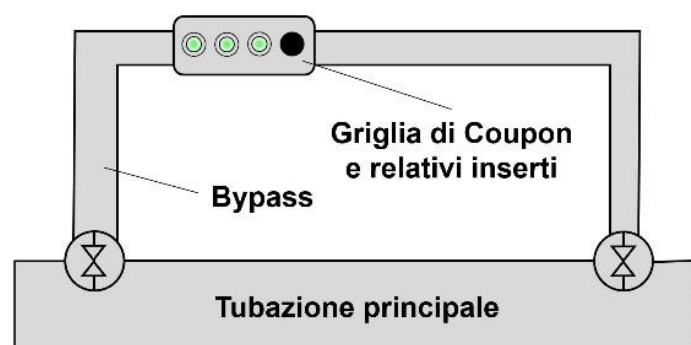 Griglia di Coupon
e relativi inserti
Bypass
Tubazione principale